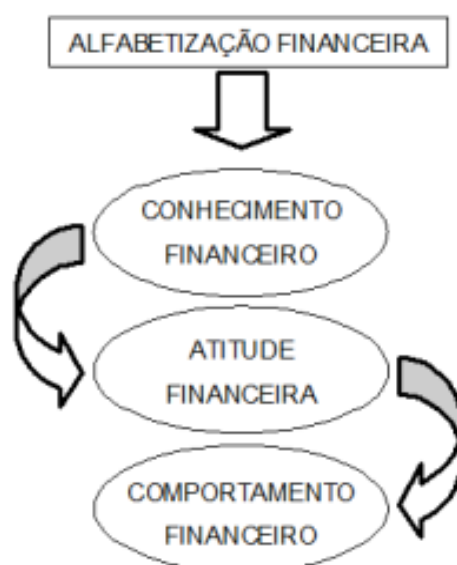 ALFABETIZAÇÃO FINANCEIRA
CONHECIMENTO
FINANCEIRO
ATITUDE
FINANCEIRA
COMPORTAMENTO
FINANCEIRO